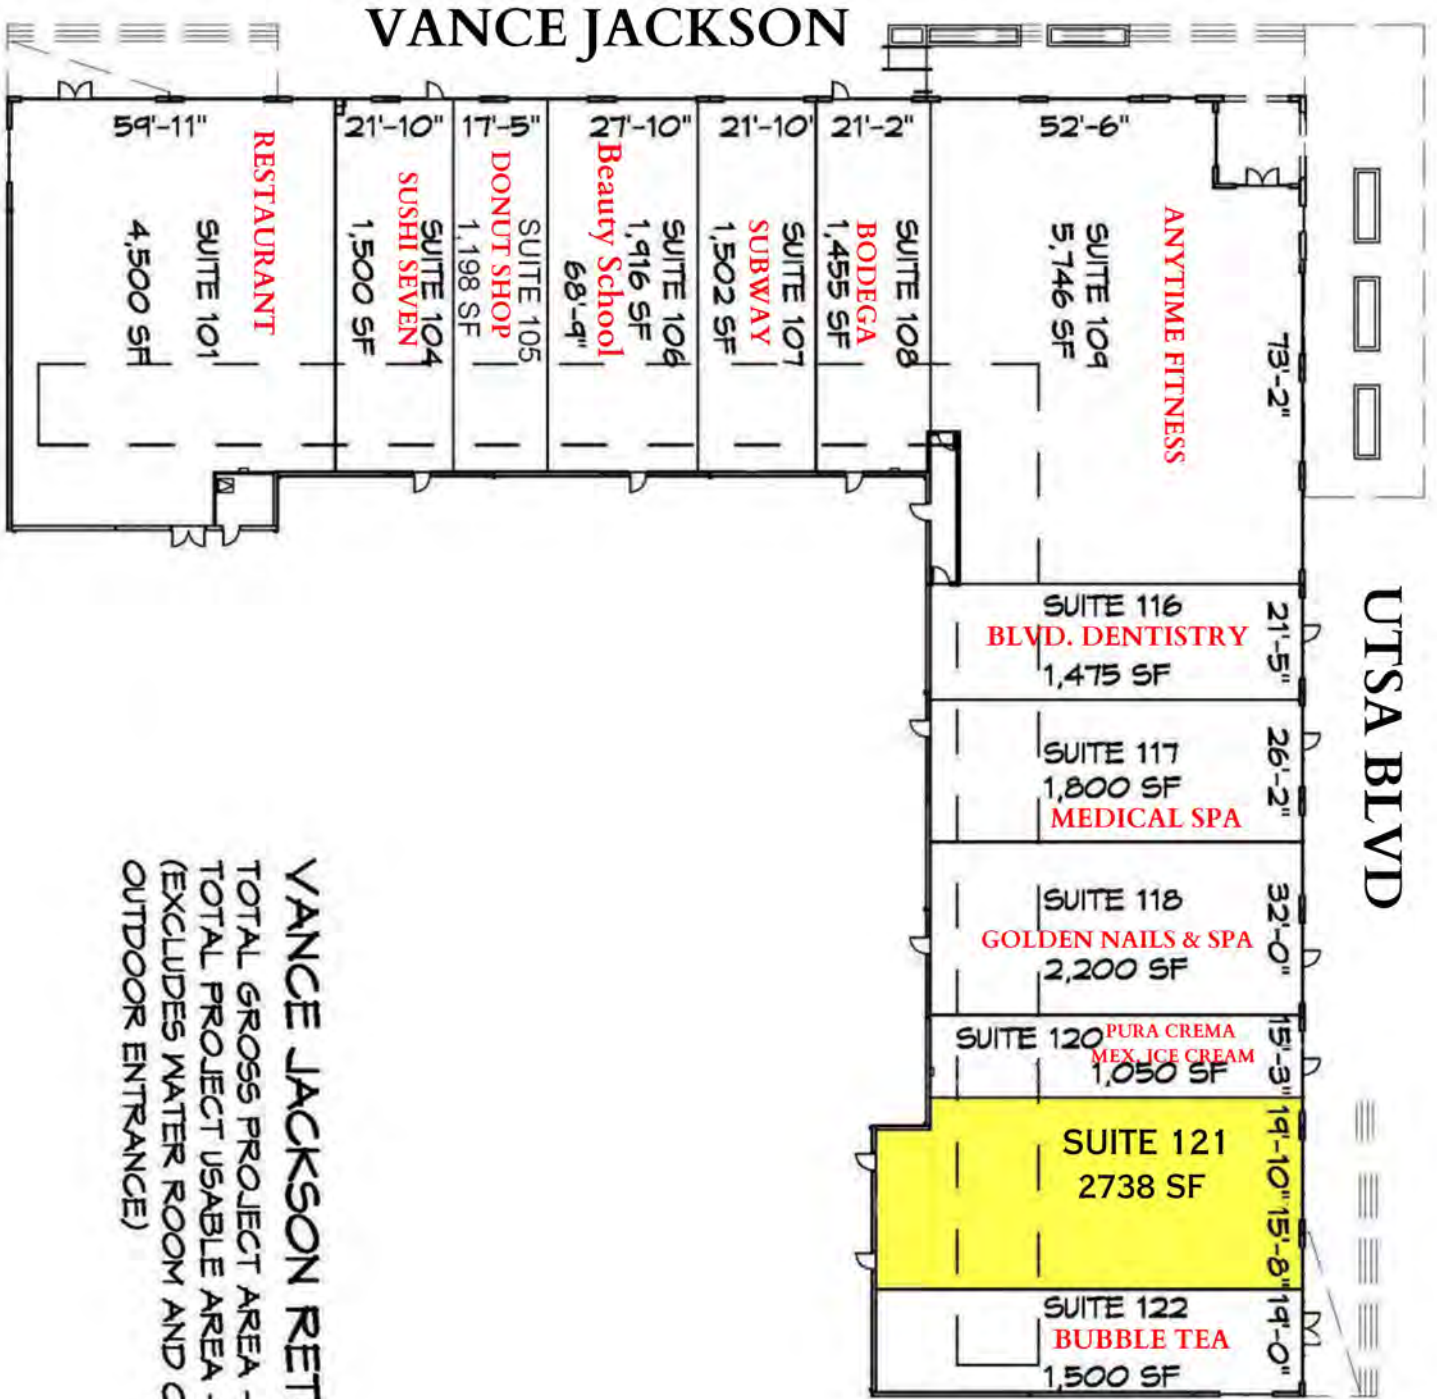 VANCE JACKSON
59'-11"
RESTAURANT
SUITE 101
4,500 SF
21'-10"
SUITE 104
SUSHI SEVEN
1,500 SF
17'-5"
SUITE 105
DONUT SHOP
1,198 SF
27'-10"
SUITE 106
1,916 SF
Beauty School
68'-9"
21'-10'
SUITE 107
SUBWAY
1,502 SF
21'-2"
SUITE 108
BODEGA
1,455 SF
52'-6"
ANYTIME FITNESS
SUITE 109
5,746 SF
73'-2"
UTSA BLVD
SUITE 116
BLVD. DENTISTRY
1,475 SF
21'-5"
SUITE 117
1,800 SF
MEDICAL SPA
26'-2"
SUITE 118
GOLDEN NAILS & SPA
2,200 SF
32'-0"
SUITE 120
PURA CREMA
MEX. ICE CREAM
1,050 SF
15'-3"
SUITE 121
2738 SF
19'-10"
15'-8"
SUITE 122
BUBBLE TEA
1,500 SF
19'-0"
VANCE JACKSON
TOTAL GROSS PROJECT AREA -
TOTAL PROJECT USABLE AREA -
(EXCLUDES WATER ROOM AND
OUTDOOR ENTRANCE)